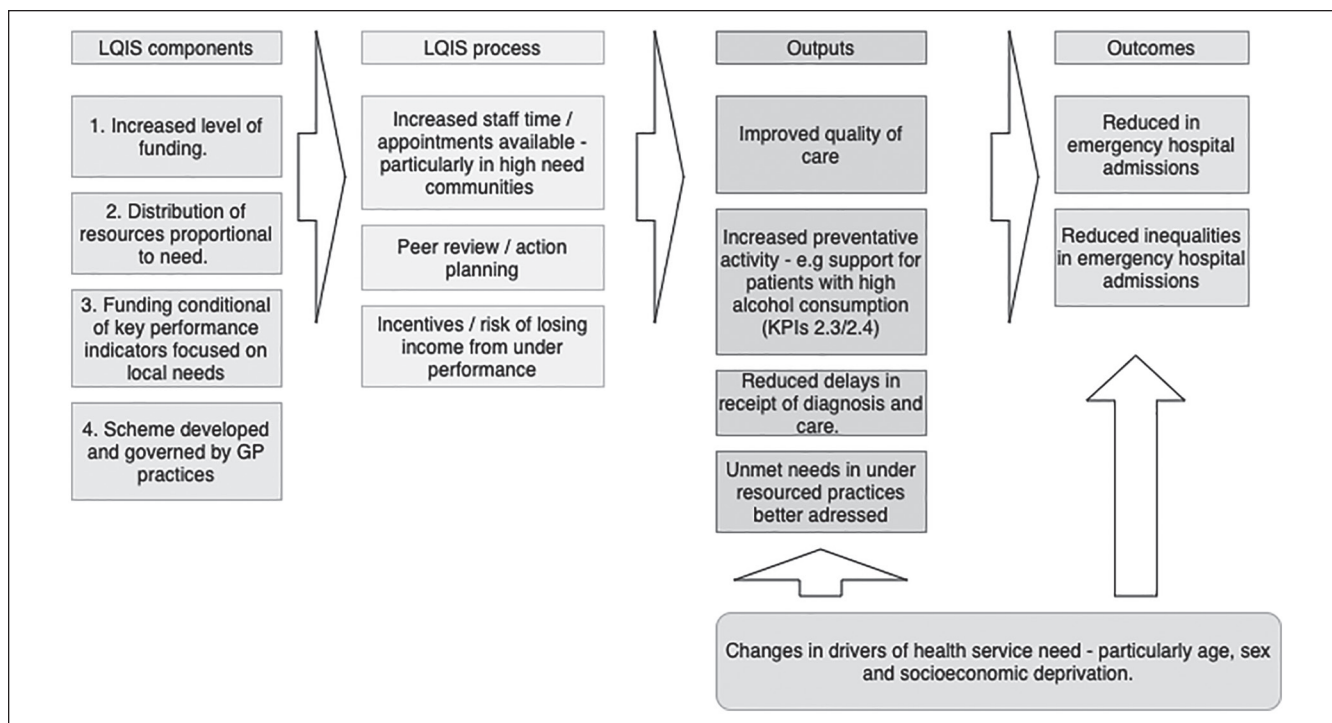 LQIS components
1. Increased level of
funding.
2. Distribution of
resources proportional
to need.
3. Funding conditional
of key performance
indicators focused on
local needs
4. Scheme developed
and governed by GP
practices
LQIS process
Increased staff time /
appointments available -
particularly in high need
communities
Peer review / action
planning
Incentives / risk of losing
income from under
performance
Outputs
Improved quality of
care
Increased preventative
activity - e.g support for
patients with high
alcohol consumption
(KPIs 2.3/2.4)
Reduced delays in
receipt of diagnosis and
care.
Unmet needs in under
resourced practices
better adressed
Outcomes
Reduced in
emergency hospital
admissions
Reduced inequalities
in emergency hospital
admissions
Changes in drivers of health service need - particularly age, sex
and socioeconomic deprivation.